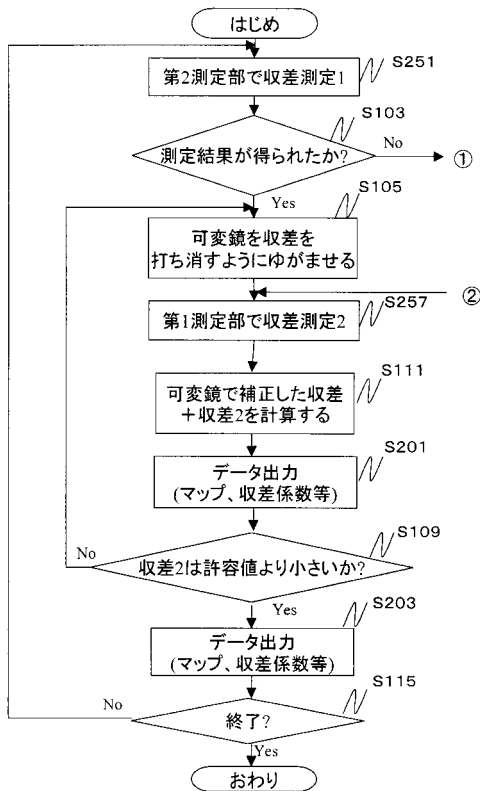 はじめ
S251
第2測定部で収差測定1
S103
測定結果が得られたか?
No
①
Yes
S105
可変鏡を収差を
打ち消すようにゆがませる
②
S257
第1測定部で収差測定2
S111
可変鏡で補正した収差
+収差2を計算する
S201
データ出力
(マップ、収差係数等)
S109
No
収差2は許容値より小さいか?
Yes
S203
データ出力
(マップ、収差係数等)
S115
No
終了?
Yes
おわり